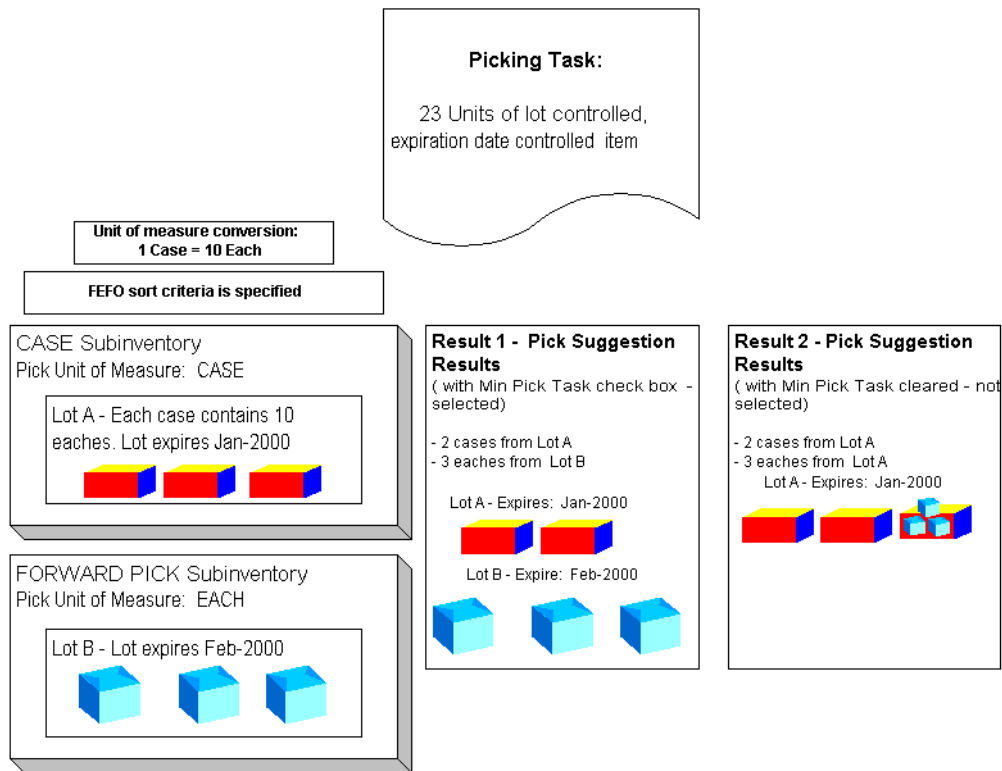 Picking Task:
23 Units of lot controlled,
expiration date controlled item
Unit of measure conversion:
1 Case = 10 Each
FEFO sort criteria is specified
CASE Subinventory
Pick Unit of Measure: CASE
Lot A - Each case contains 10
eaches. Lot expires Jan-2000
FORWARD PICK Subinventory
Pick Unit of Measure: EACH
Lot B - Lot expires Feb-2000
Result 1 - Pick Suggestion
Results
( with Min Pick Task check box -
selected)
- 2 cases from Lot A
- 3 eaches from Lot B
Lot A - Expires: Jan-2000
Lot B - Expire: Feb-2000
Result 2 - Pick Suggestion
Results
( with Min Pick Task cleared - not
selected)
- 2 cases from Lot A
- 3 eaches from Lot A
Lot A - Expires: Jan-2000